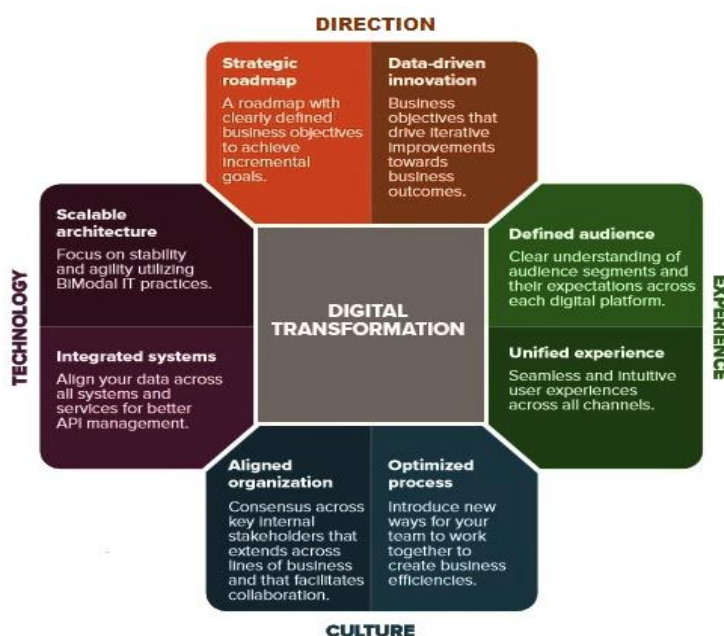 DIRECTION
Strategic
roadmap
A roadmap with
clearly defined
business objectives
to achieve
incremental
goals.
Data-driven
innovation
Business
objectives that
drive iterative
improvements
towards
business
outcomes.
TECHNOLOGY
Scalable
architecture
Focus on stability
and agility utilizing
BiModal IT practices.
Integrated systems
Align your data across
all systems and
services for better
API management.
DIGITAL
TRANSFORMATION
Defined audience
Clear understanding of
audience segments and
their expectations across
each digital platform.
Unified experience
Seamless and intuitive
user experiences
across all channels.
EXPERIENCE
Aligned
organization
Consensus across
key internal
stakeholders that
extends across
lines of business
and that facilitates
collaboration.
Optimized
process
Introduce new
ways for your
team to work
together to
create business
efficiencies.
CULTURE